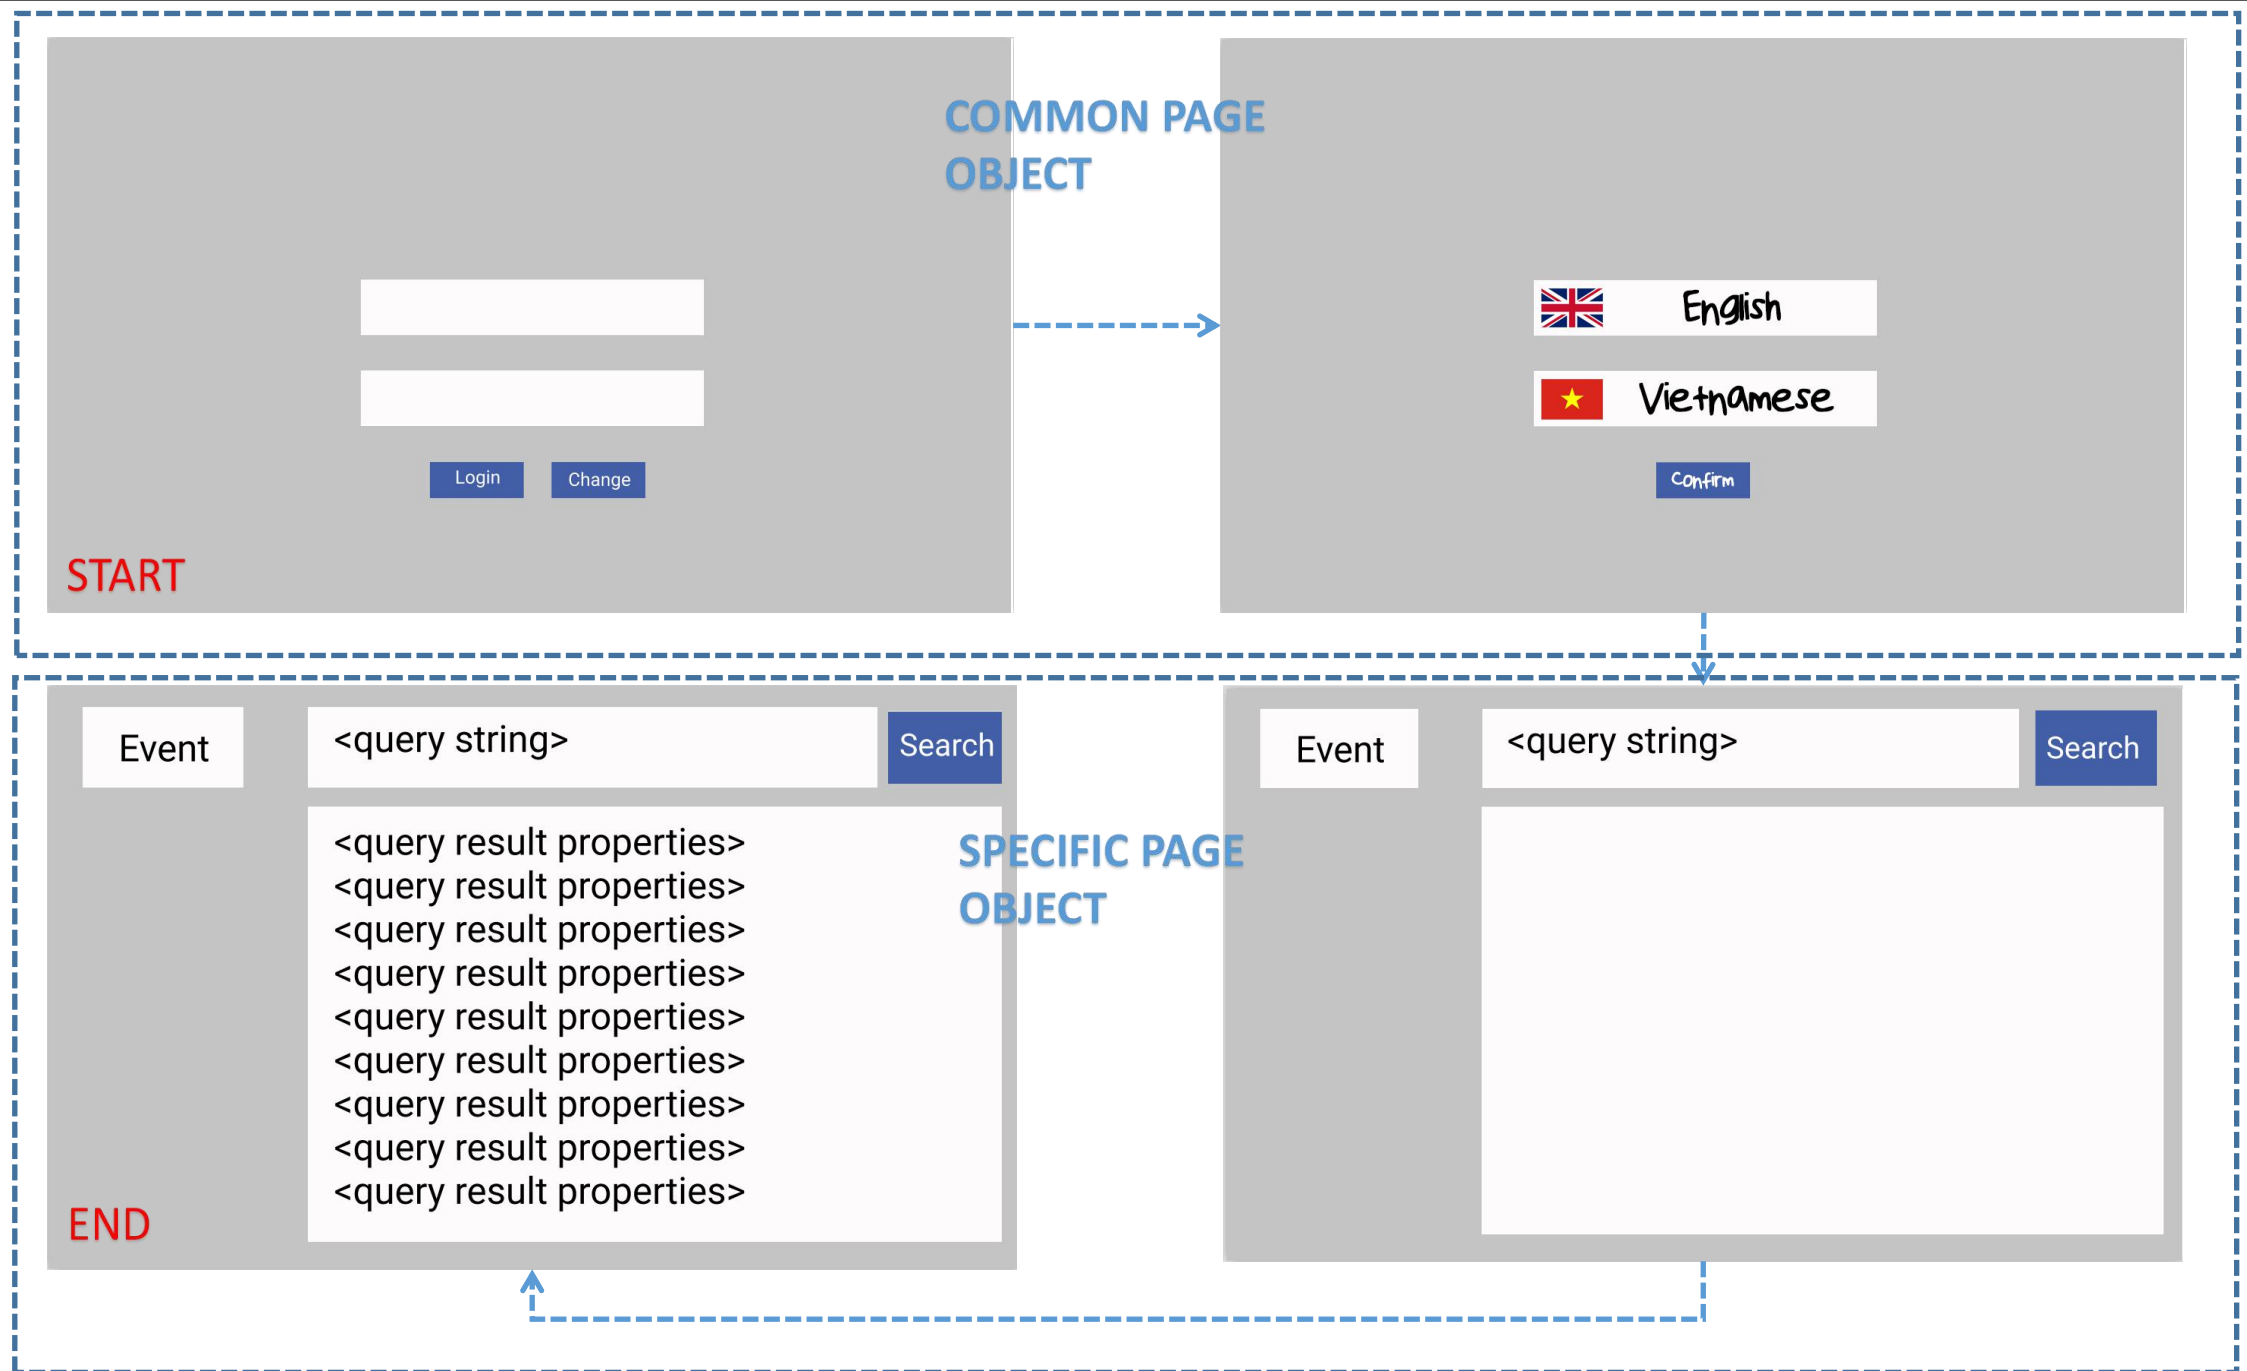 COMMON PAGE
OBJECT
Login
Change
START
English
Vietnamese
Confirm
Event
<query string>
Search
<query result properties>
<query result properties>
<query result properties>
<query result properties>
<query result properties>
<query result properties>
<query result properties>
<query result properties>
<query result properties>
END
SPECIFIC PAGE
OBJECT
Event
<query string>
Search